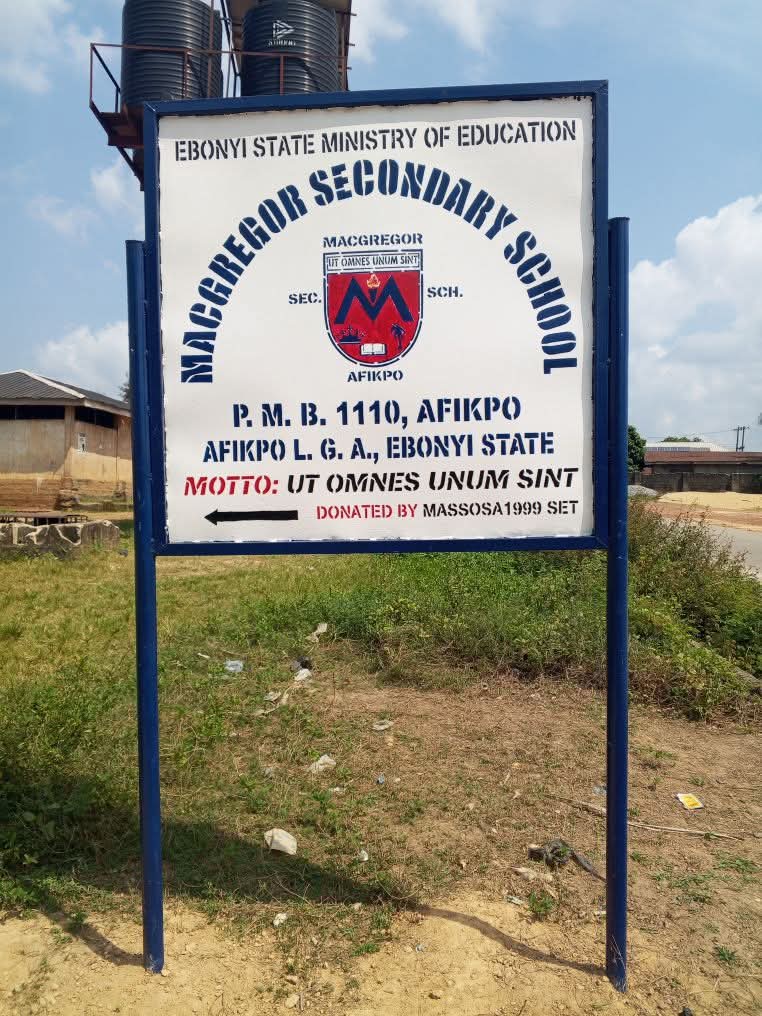 EBONYI STATE MINISTRY OF EDUCATION
MACGREGOR SECONDARY SCHOOL
MACGREGOR
UT OMNES UNUM SINT
SEC. SCH.
M
AFIKPO
P. M. B. 1110, AFIKPO
AFIKPO L. G. A., EBONYI STATE
MOTTO: UT OMNES UNUM SINT
DONATED BY MASSOSA1999 SET